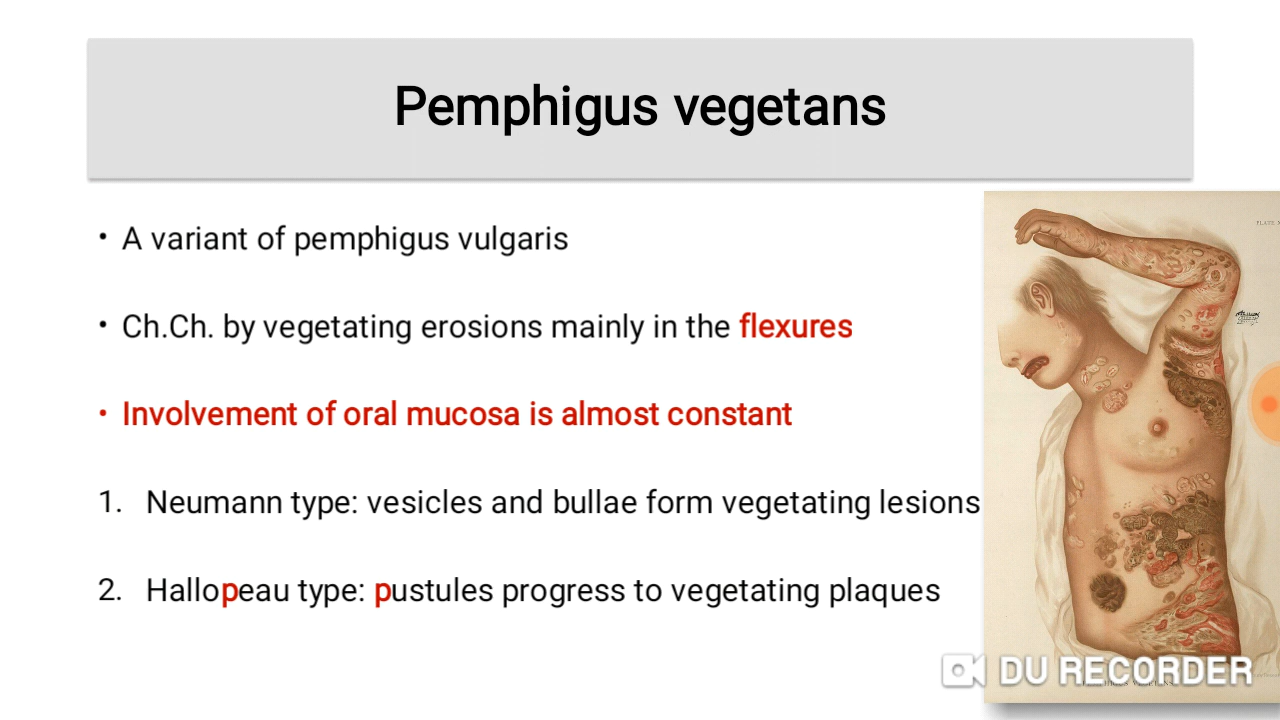 Pemphigus vegetans
• A variant of pemphigus vulgaris
• Ch.Ch. by vegetating erosions mainly in the flexures
• Involvement of oral mucosa is almost constant
1. Neumann type: vesicles and bullae form vegetating lesions
2. Hallopeau type: pustules progress to vegetating plaques
PLATE
DU RECORDER